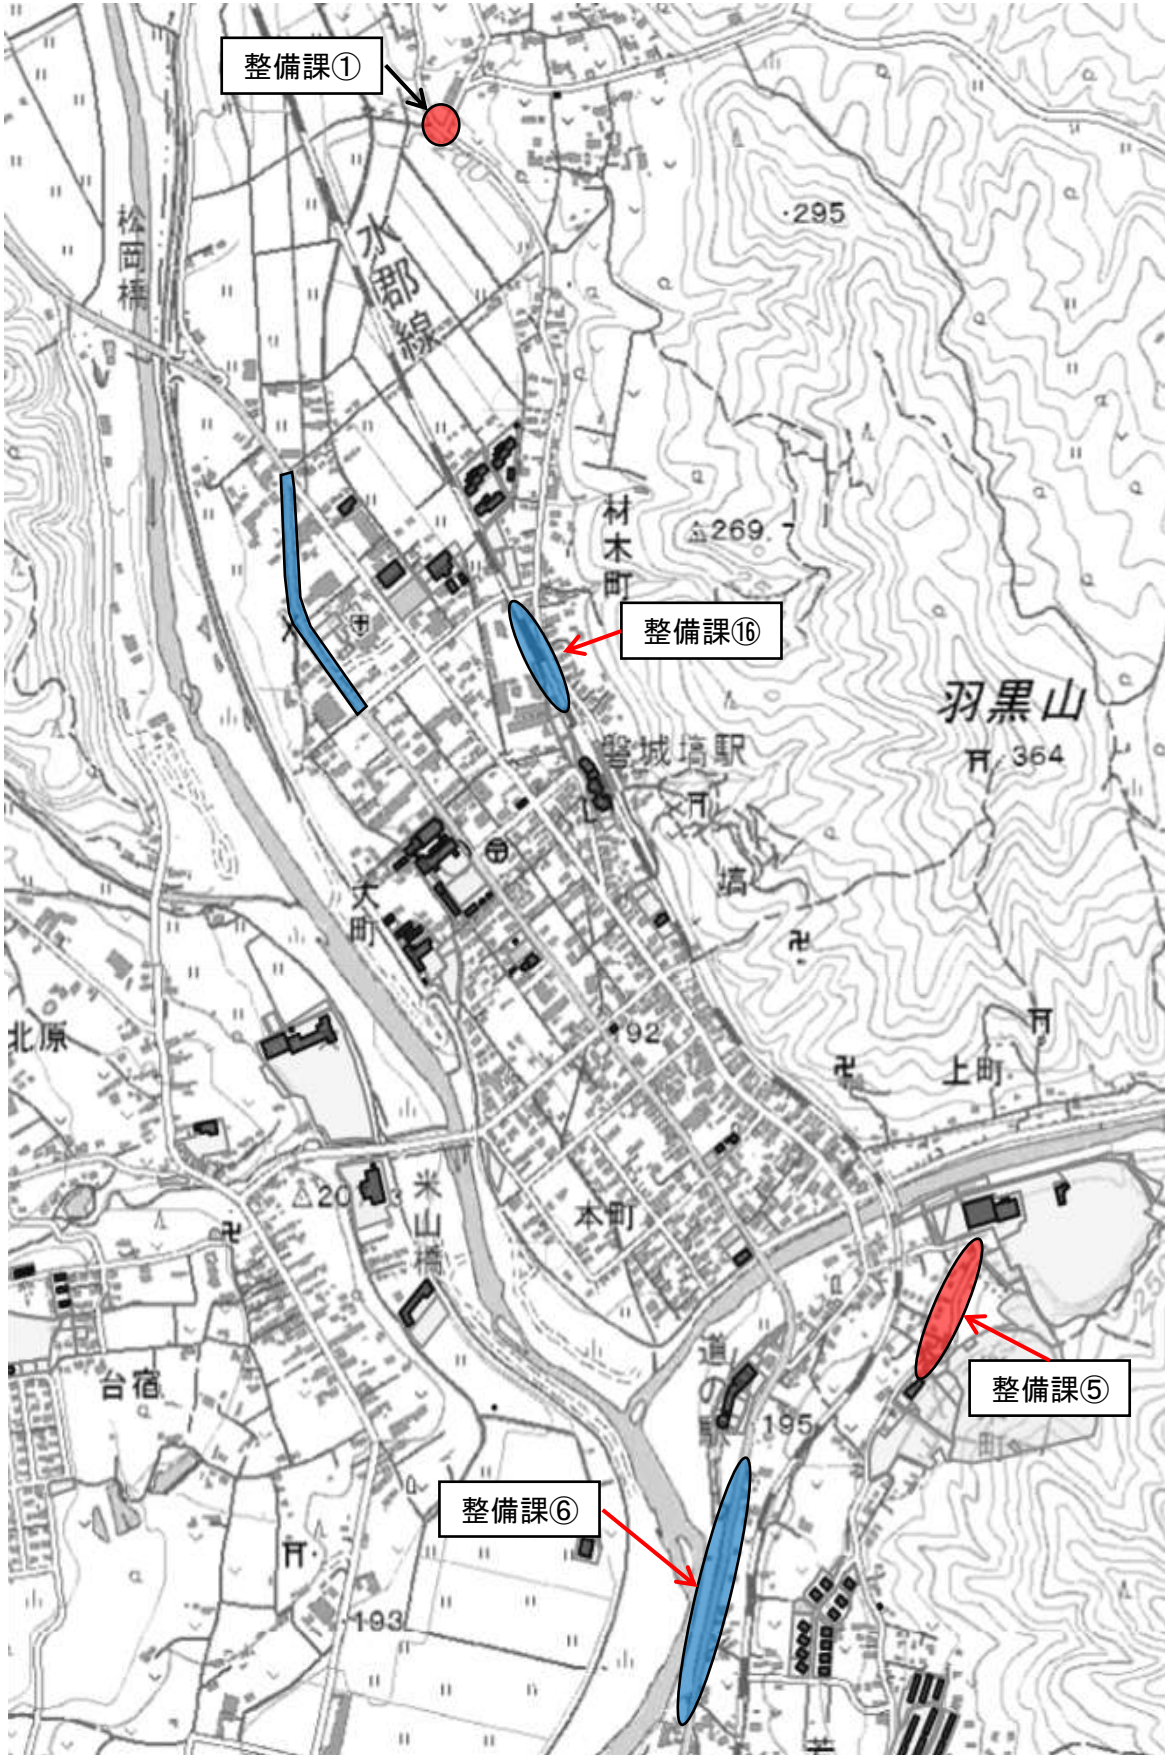 整備課①
松岡橋
水郡線
・295
材木町
△269.7
整備課⑯
羽黒山
364
磐城塙駅
塙
大町
北原
92
上町
米山橋
本町
台宿
道の駅
整備課⑤
195
整備課⑥
・193
町